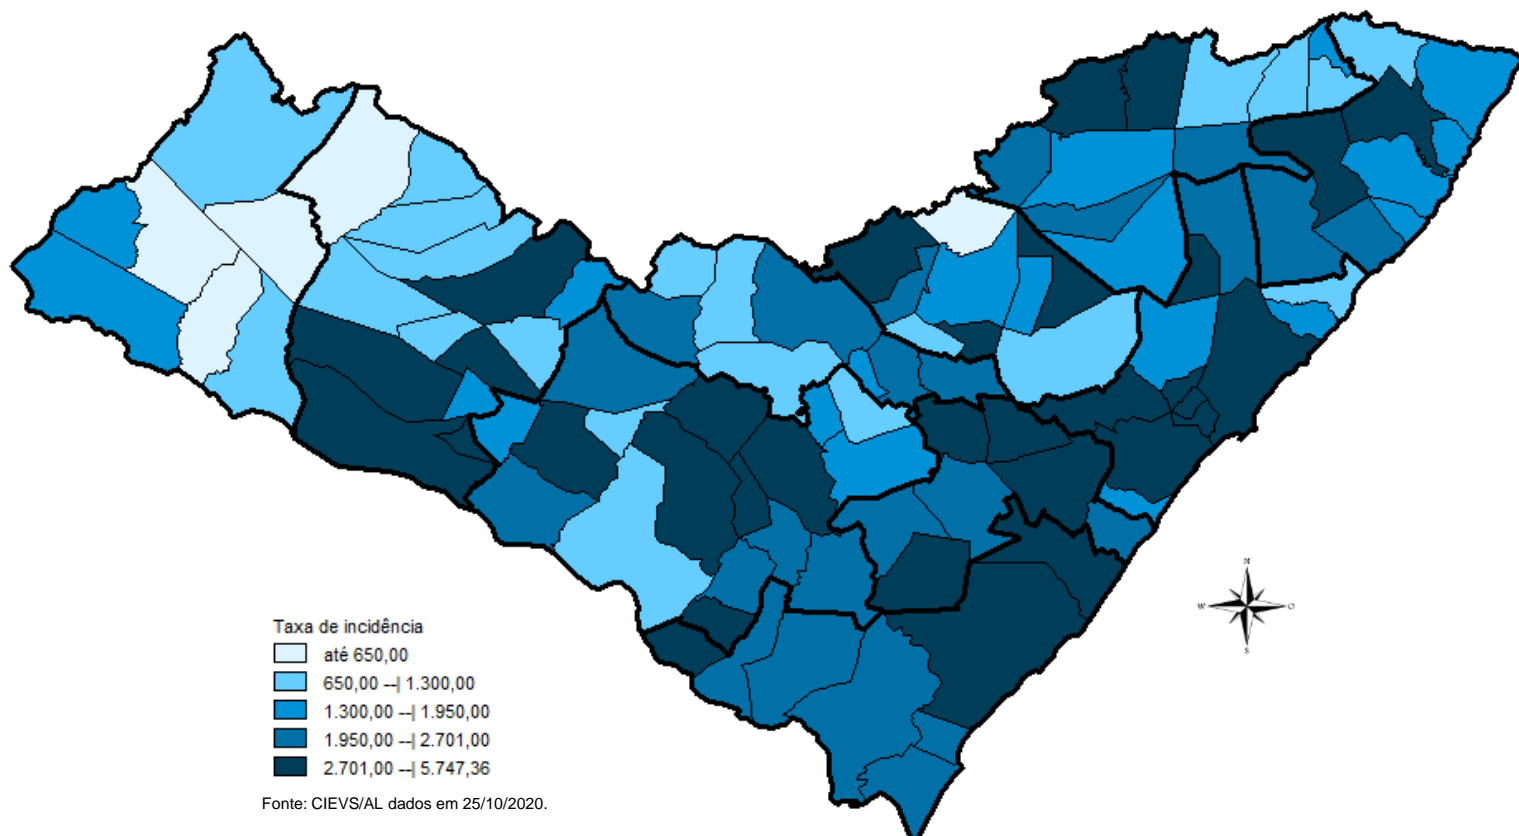 N
W
O
S
Taxa de incidência
até 650,00
650,00 --| 1.300,00
1.300,00 --| 1.950,00
1.950,00 --| 2.701,00
2.701,00 --| 5.747,36
Fonte: CIEVS/AL dados em 25/10/2020.